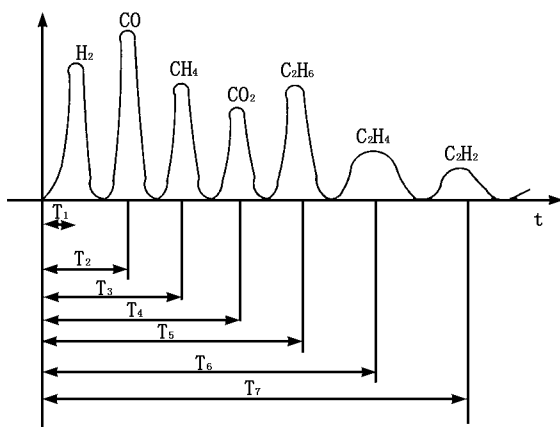 H₂
CO
CH₄
CO₂
C₂H₆
C₂H₄
C₂H₂
t
T₁
T₂
T₃
T₄
T₅
T₆
T₇